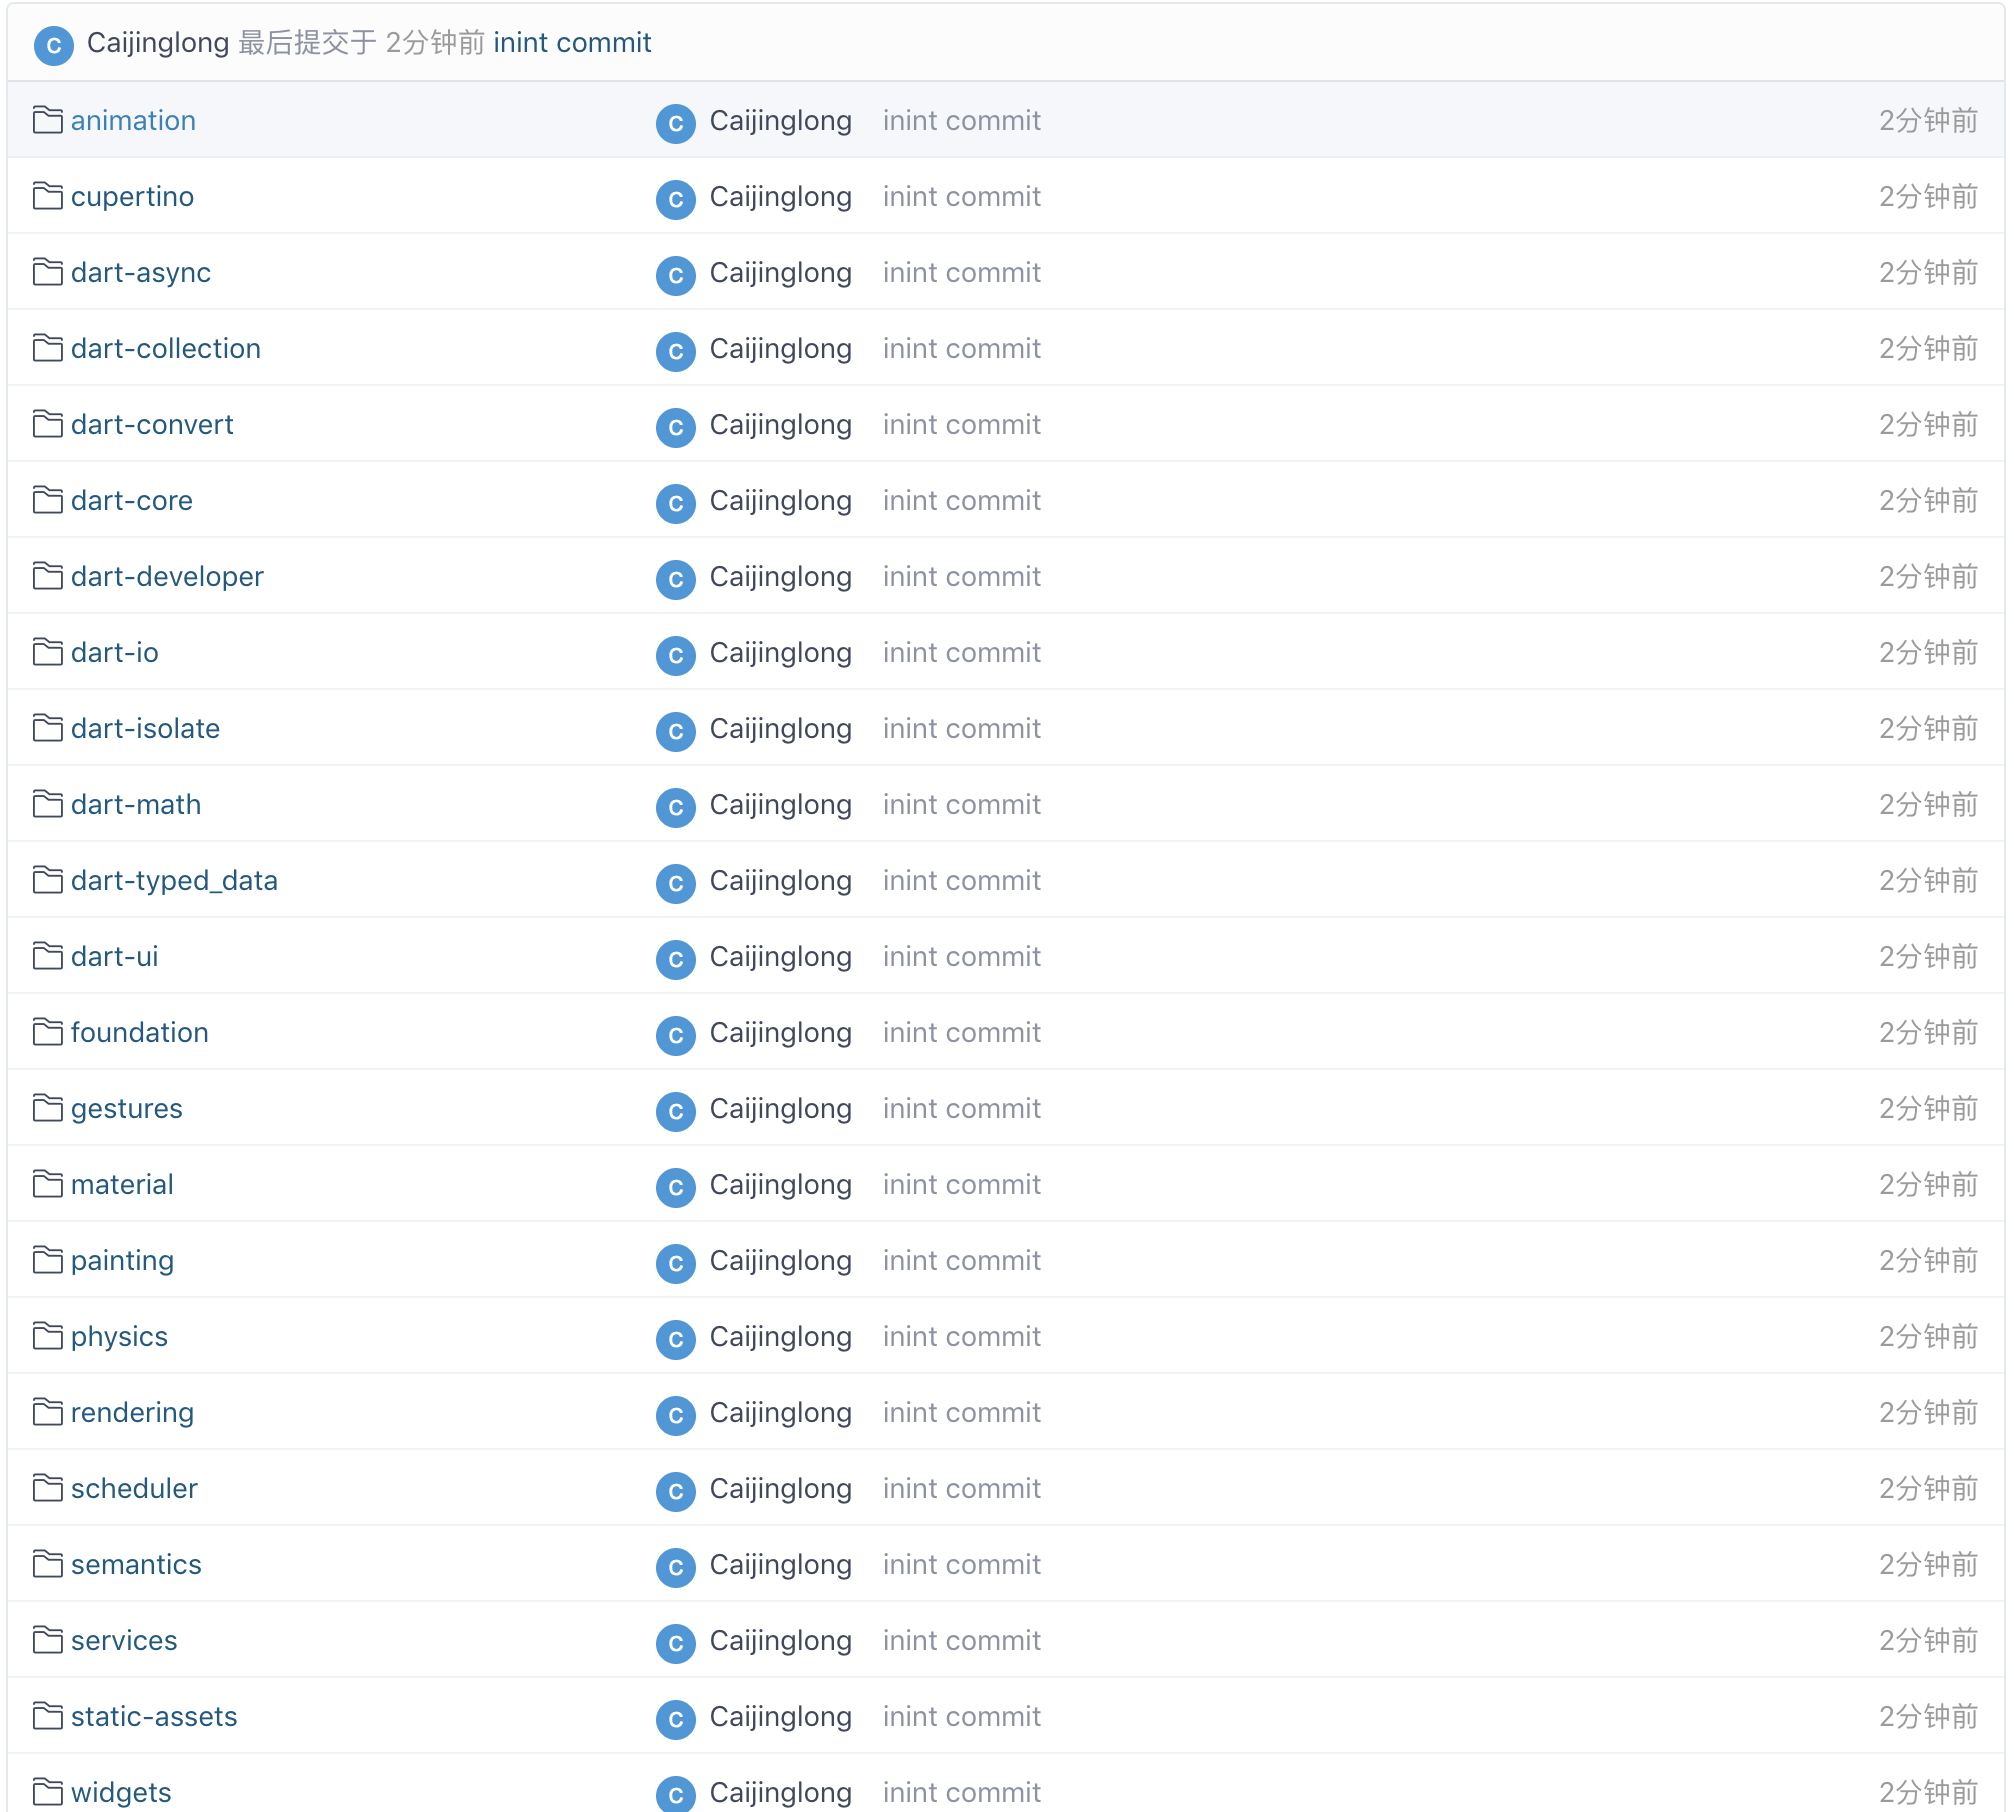 C Caijinglong 最后提交于 2分钟前 inint commit
animation C Caijinglong inint commit 2分钟前
cupertino C Caijinglong inint commit 2分钟前
dart-async C Caijinglong inint commit 2分钟前
dart-collection C Caijinglong inint commit 2分钟前
dart-convert C Caijinglong inint commit 2分钟前
dart-core C Caijinglong inint commit 2分钟前
dart-developer C Caijinglong inint commit 2分钟前
dart-io C Caijinglong inint commit 2分钟前
dart-isolate C Caijinglong inint commit 2分钟前
dart-math C Caijinglong inint commit 2分钟前
dart-typed_data C Caijinglong inint commit 2分钟前
dart-ui C Caijinglong inint commit 2分钟前
foundation C Caijinglong inint commit 2分钟前
gestures C Caijinglong inint commit 2分钟前
material C Caijinglong inint commit 2分钟前
painting C Caijinglong inint commit 2分钟前
physics C Caijinglong inint commit 2分钟前
rendering C Caijinglong inint commit 2分钟前
scheduler C Caijinglong inint commit 2分钟前
semantics C Caijinglong inint commit 2分钟前
services C Caijinglong inint commit 2分钟前
static-assets C Caijinglong inint commit 2分钟前
widgets C Caijinglong inint commit 2分钟前